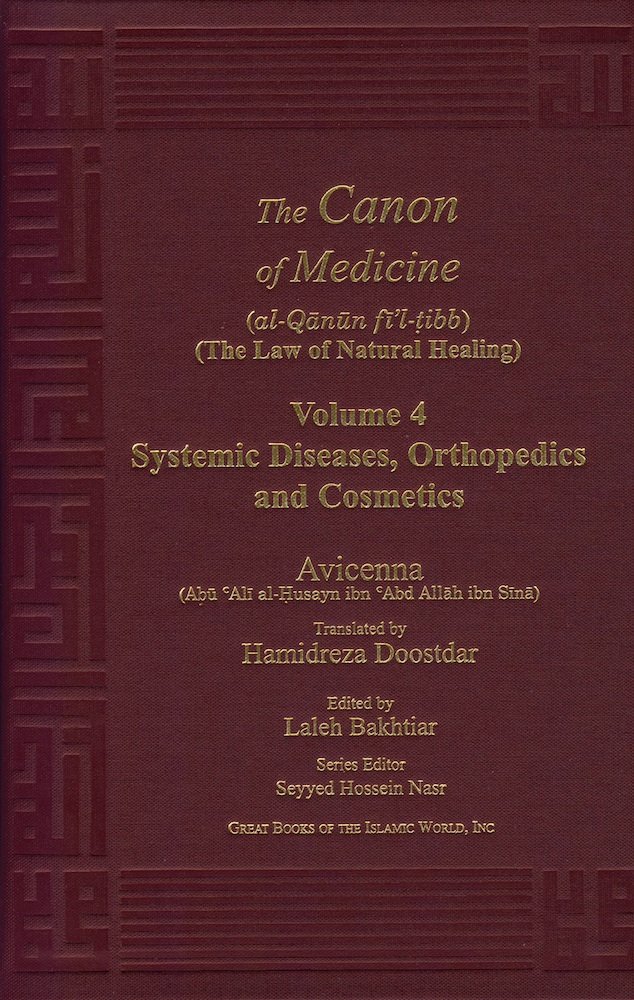 The Canon
of Medicine
(al-Qānūn fī'l-ṭibb)
(The Law of Natural Healing)
Volume 4
Systemic Diseases, Orthopedics
and Cosmetics
Avicenna
(Abū ʿAlī al-Ḥusayn ibn ʿAbd Allāh ibn Sīnā)
Translated by
Hamidreza Doostdar
Edited by
Laleh Bakhtiar
Series Editor
Seyyed Hossein Nasr
GREAT BOOKS OF THE ISLAMIC WORLD, INC